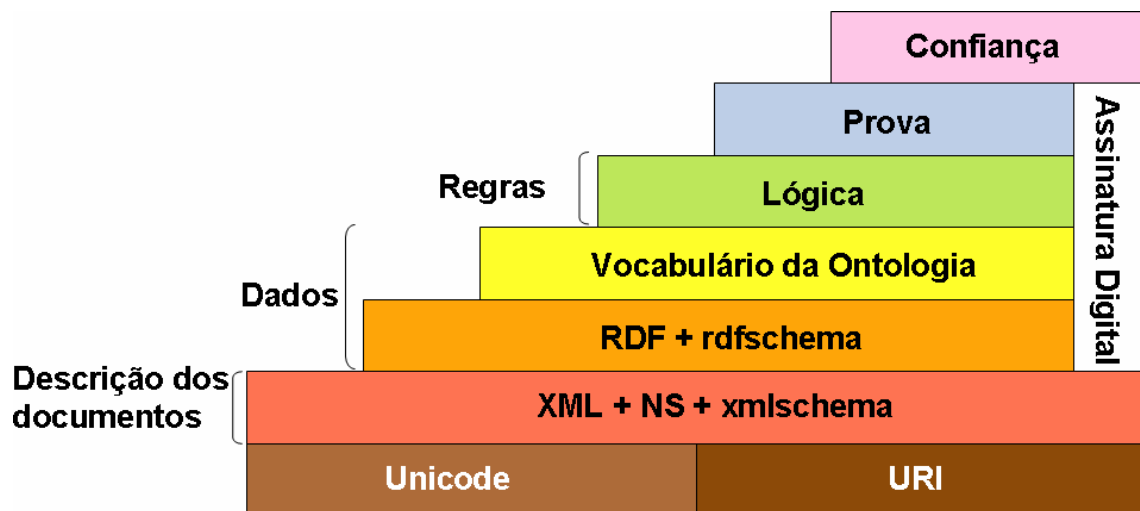 Confiança
Prova
Assinatura Digital
Regras
Lógica
Vocabulário da Ontologia
Dados
RDF + rdfschema
Descrição dos
documentos
XML + NS + xmlschema
Unicode
URI